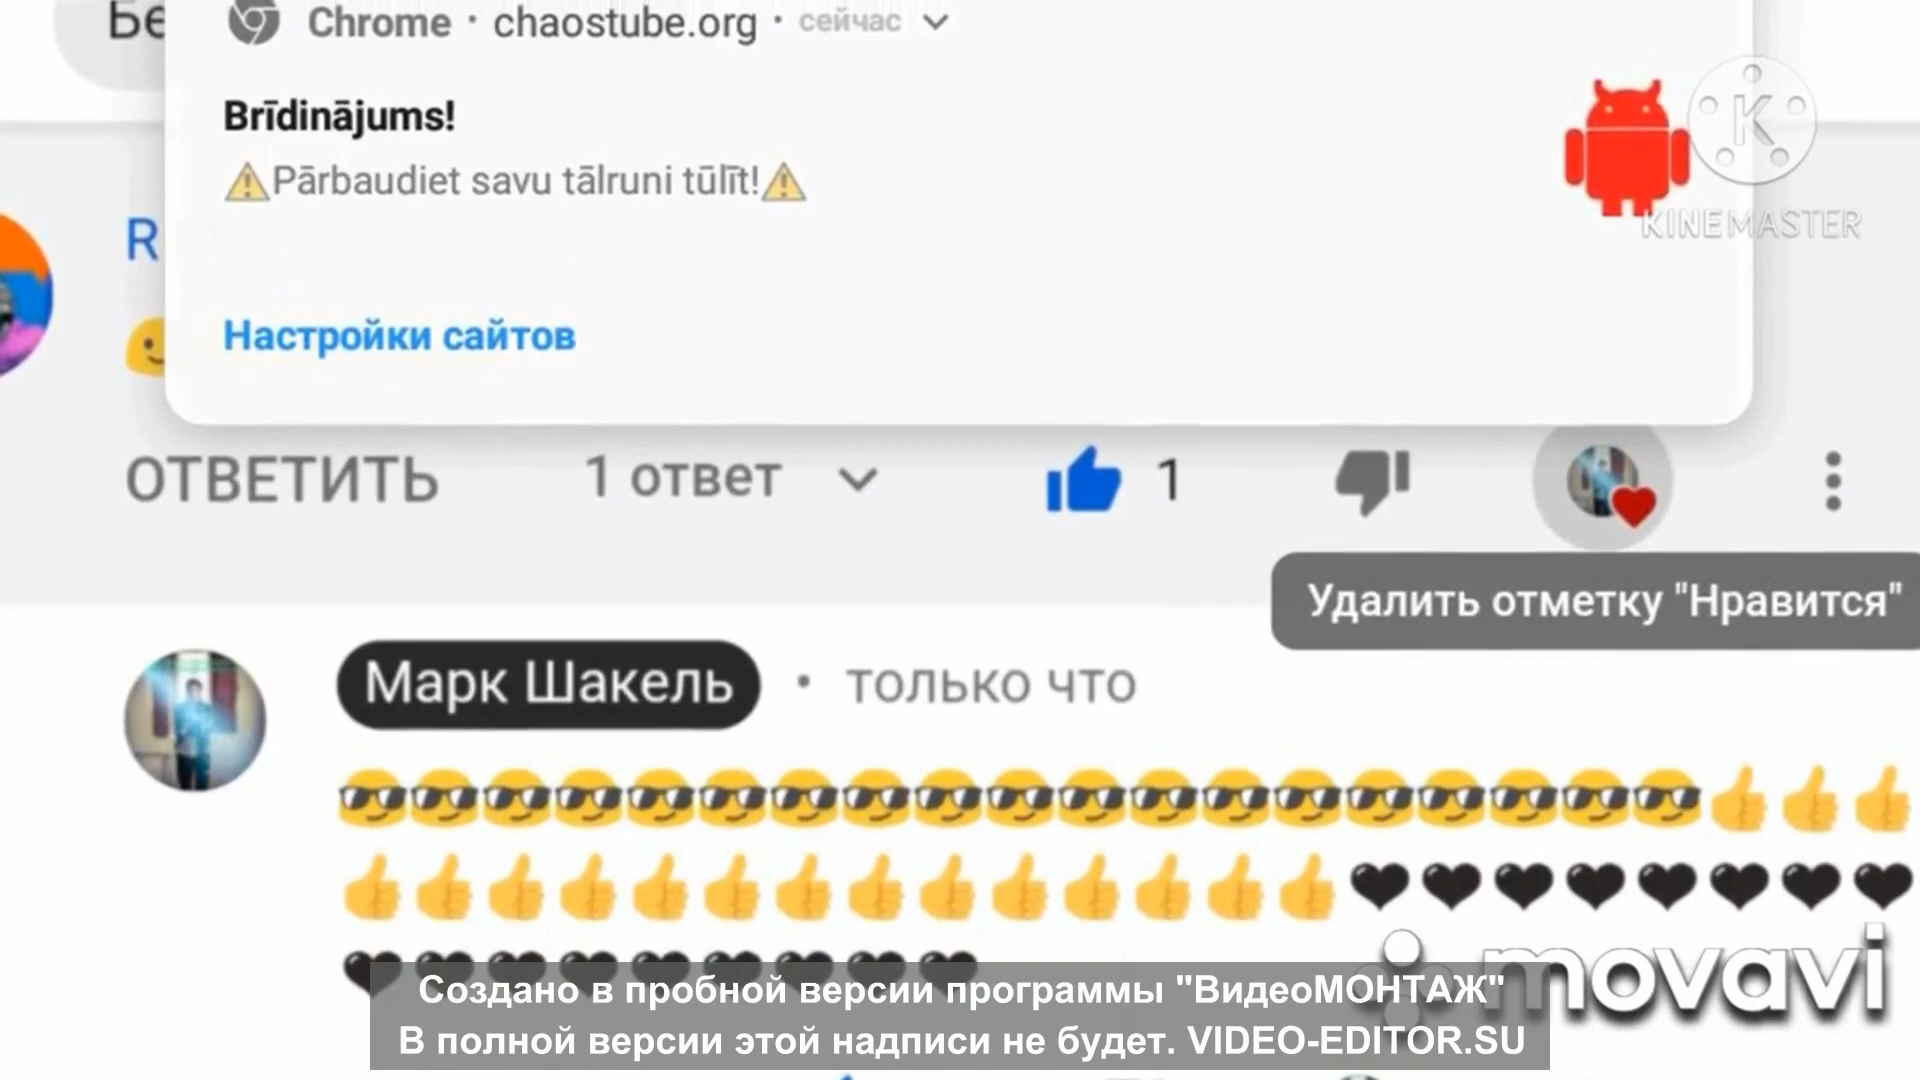 Бе
Chrome · chaostube.org · сейчас
Brīdinājums!
⚠Pārbaudiet savu tālruni tūlīt!⚠
K
KINEMASTER
R
Настройки сайтов
ОТВЕТИТЬ 1 ответ 1
Удалить отметку "Нравится"
Марк Шакель · только что
😎😎😎😎😎😎😎😎😎😎😎😎😎😎😎😎😎😎😎👍👍👍
👍👍👍👍👍👍👍👍👍👍👍👍👍👍🖤🖤🖤🖤🖤🖤🖤🖤
🖤🖤🖤🖤🖤🖤🖤🖤🖤
movavi
Создано в пробной версии программы "ВидеоМОНТАЖ"
В полной версии этой надписи не будет. VIDEO-EDITOR.SU